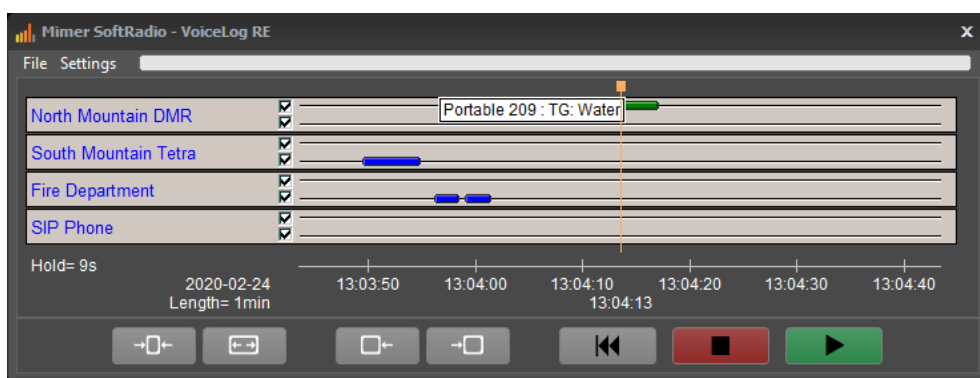 Mimer SoftRadio - VoiceLog RE
x
File Settings
North Mountain DMR
Portable 209 : TG: Water
South Mountain Tetra
Fire Department
SIP Phone
Hold= 9s
2020-02-24 13:03:50 13:04:00 13:04:10 13:04:20 13:04:30 13:04:40
Length= 1min 13:04:13